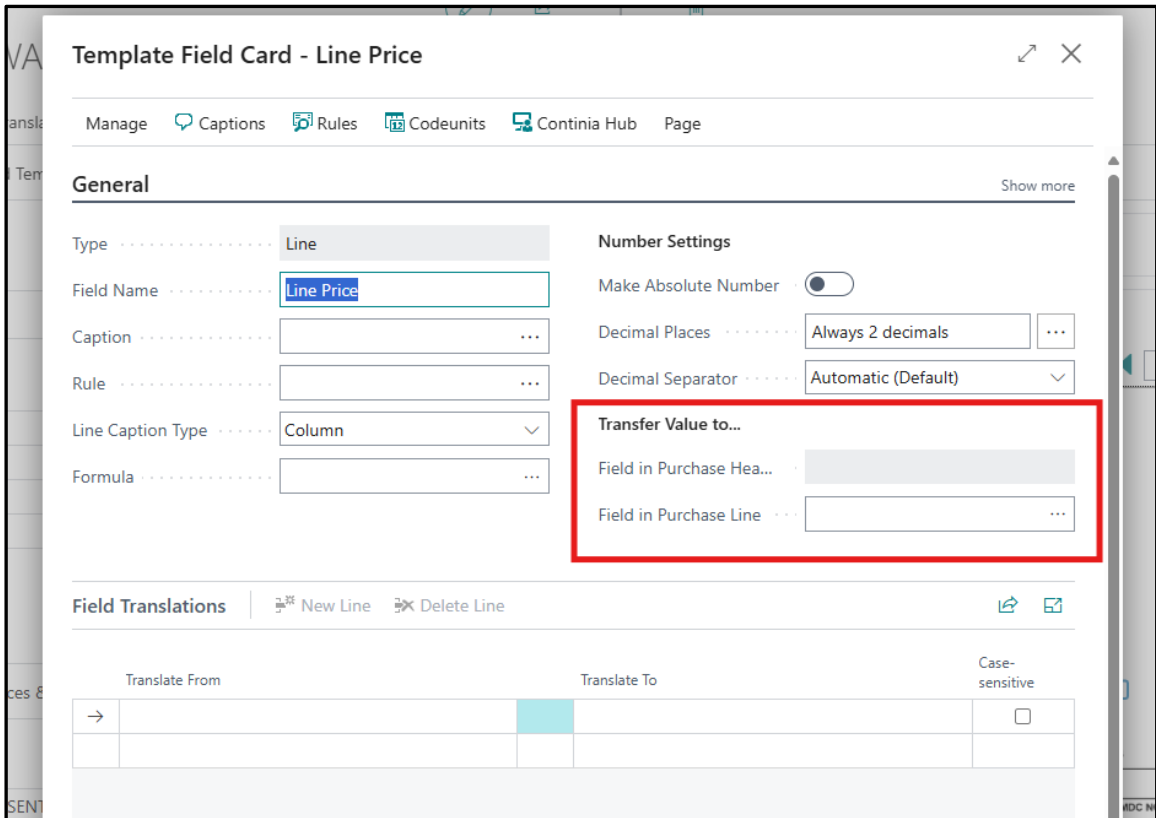 Template Field Card - Line Price
Manage Captions Rules Codeunits Continia Hub Page
General Show more
Type Line
Field Name Line Price
Caption
Rule
Line Caption Type Column
Formula
Number Settings
Make Absolute Number
Decimal Places Always 2 decimals
Decimal Separator Automatic (Default)
Transfer Value to...
Field in Purchase Hea...
Field in Purchase Line
Field Translations New Line Delete Line
Translate From Translate To Case-
sensitive